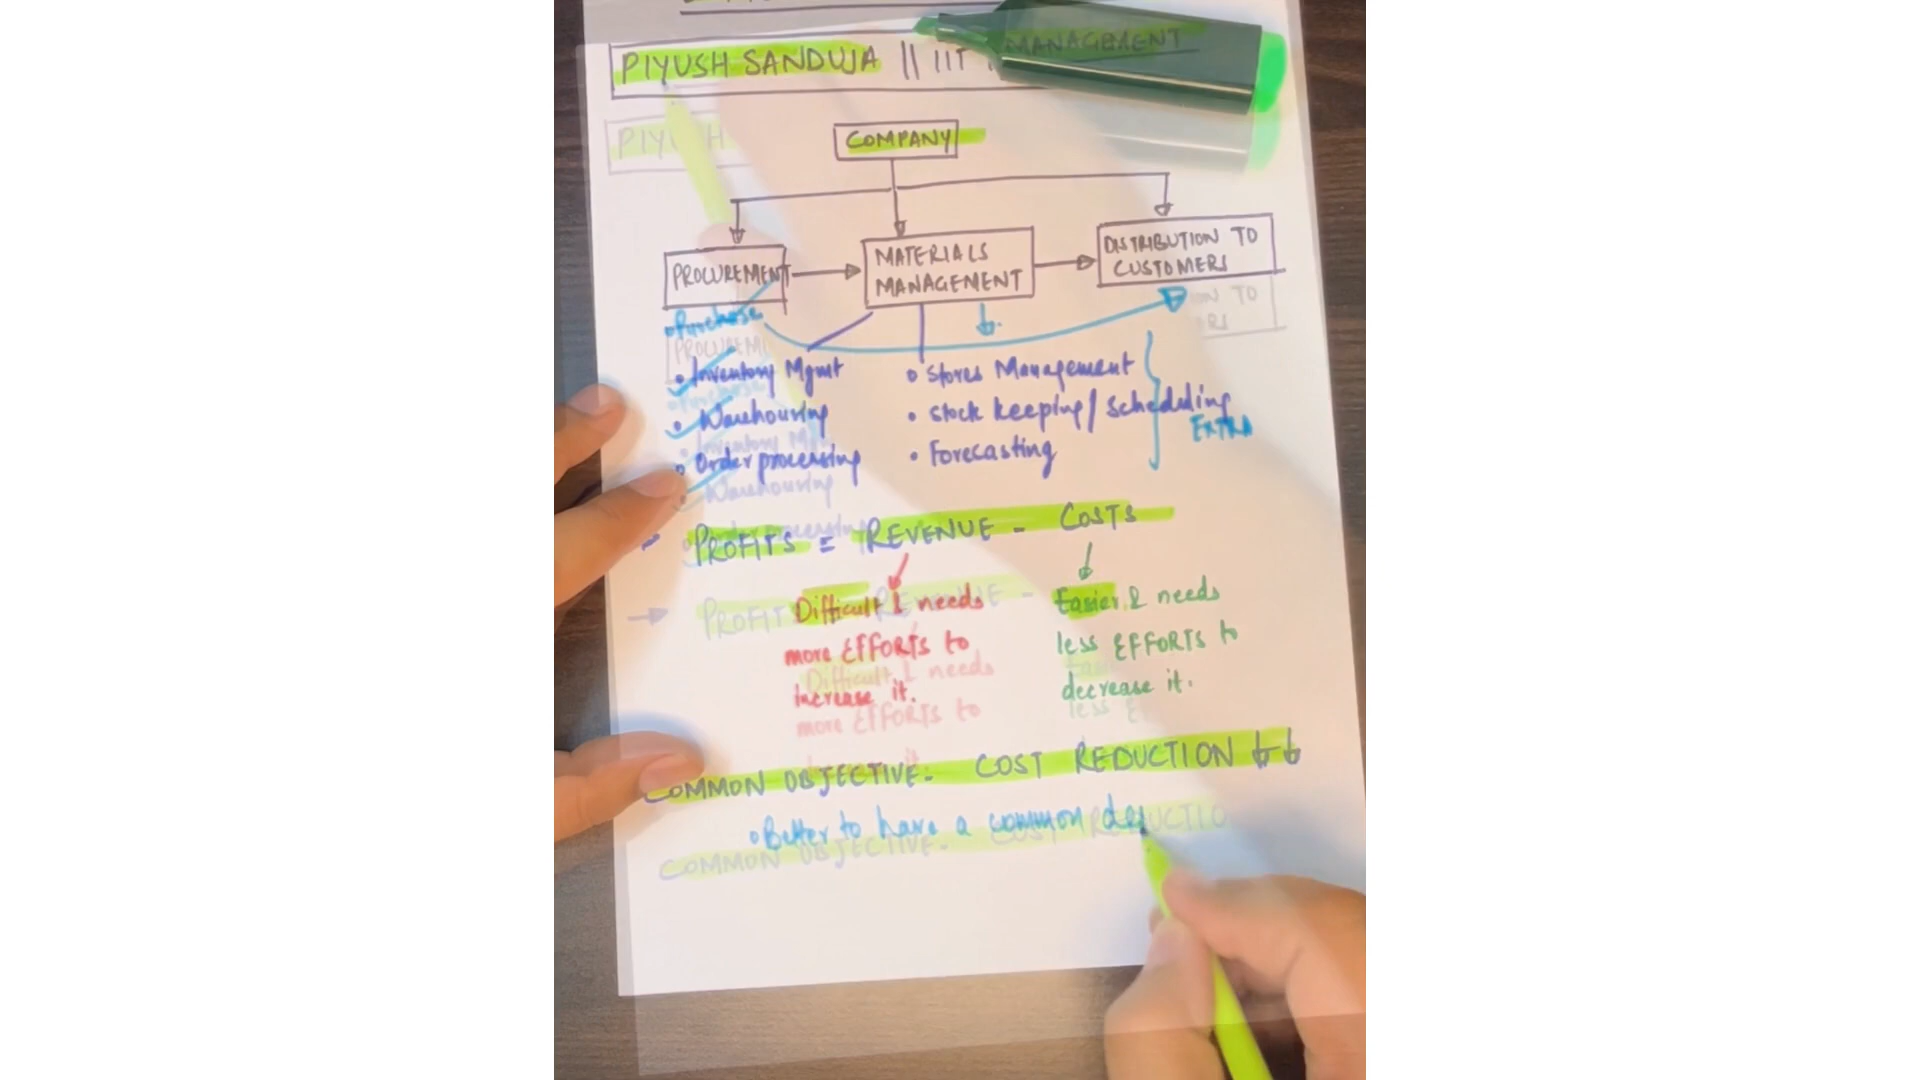 PIYUSH SANDUJA || IIT
MANAGEMENT
PIYUSH
COMPANY
PROCUREMENT
MATERIALS
MANAGEMENT
DISTRIBUTION TO
CUSTOMERS
• Purchase
• Inventory Mgmt
• Warehousing
• Order processing
• Stores Management
• Stock keeping/Scheduling
• Forecasting
EXTRA
PROFITS = REVENUE - COSTS
Difficult & needs
more EFFORTS to
increase it.
Easier & needs
less EFFORTS to
decrease it.
COMMON OBJECTIVE. COST REDUCTION ↓↓
• Better to have a common